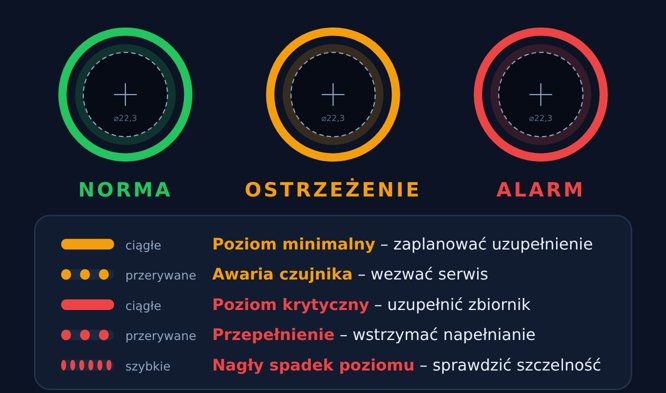 ⌀22,3 ⌀22,3 ⌀22,3
NORMA OSTRZEŻENIE ALARM
ciągłe Poziom minimalny – zaplanować uzupełnienie
przerywane Awaria czujnika – wezwać serwis
ciągłe Poziom krytyczny – uzupełnić zbiornik
przerywane Przepełnienie – wstrzymać napełnianie
szybkie Nagły spadek poziomu – sprawdzić szczelność